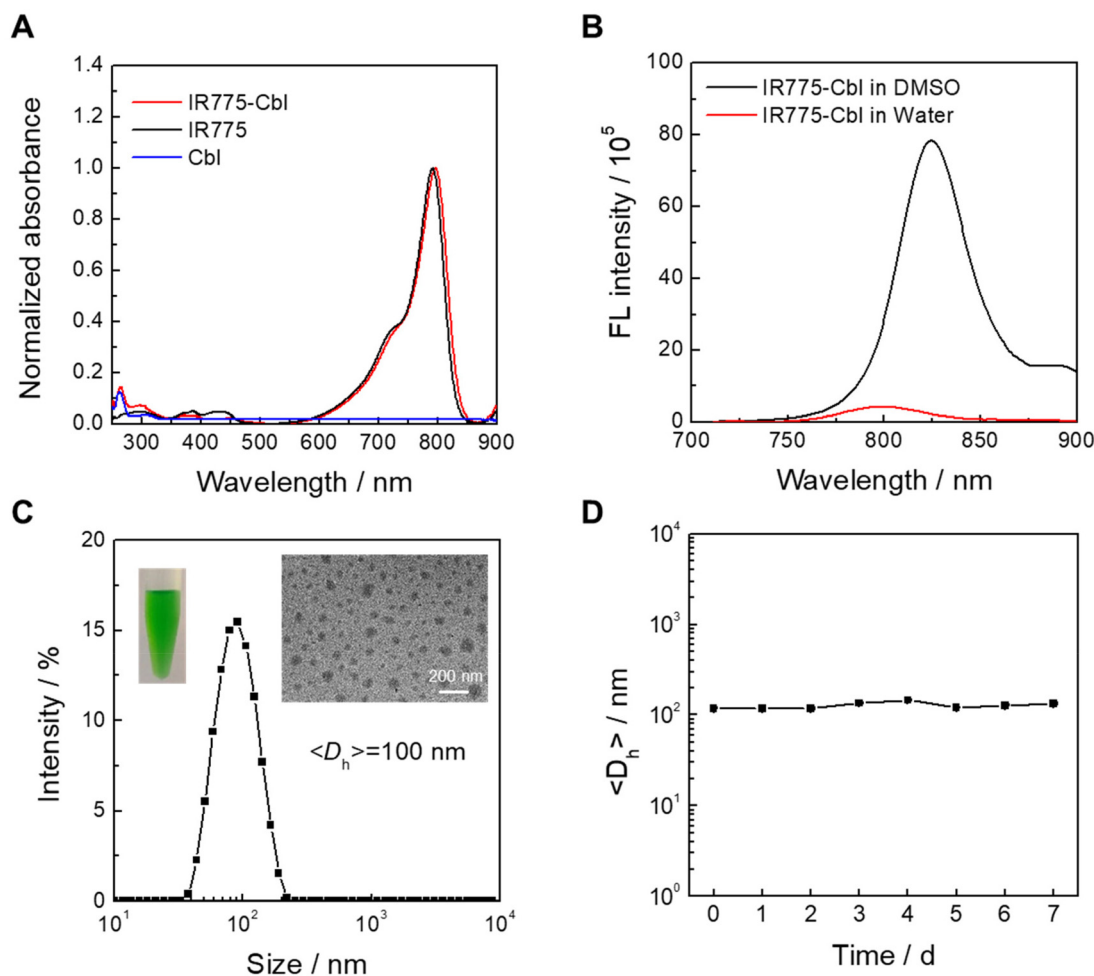 A
1.4
1.2
1.0
0.8
0.6
0.4
0.2
0.0
IR775-Cbl
IR775
Cbl
300 400 500 600 700 800 900
Normalized absorbance
Wavelength / nm
B
100
80
60
40
20
0
IR775-Cbl in DMSO
IR775-Cbl in Water
700 750 800 850 900
FL intensity / 10⁵
Wavelength / nm
C
20
15
10
5
0
200 nm
<D_h>=100 nm
10¹ 10² 10³ 10⁴
Intensity / %
Size / nm
D
10⁴
10³
10²
10¹
10⁰
0 1 2 3 4 5 6 7
<D_h> / nm
Time / d